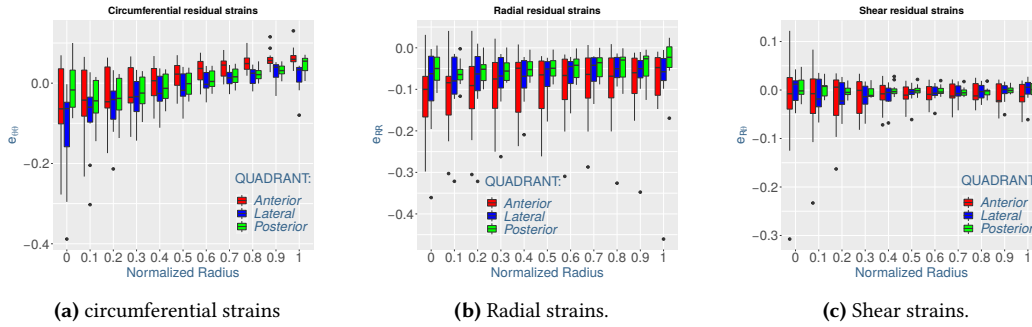 Circumferential residual strains
0.0
−0.2
−0.4
eθθ
QUADRANT:
Anterior
Lateral
Posterior
0 0.1 0.2 0.3 0.4 0.5 0.6 0.7 0.8 0.9 1
Normalized Radius
(a) circumferential strains
Radial residual strains
0.0
−0.1
−0.2
−0.3
−0.4
eRR
QUADRANT:
Anterior
Lateral
Posterior
0 0.1 0.2 0.3 0.4 0.5 0.6 0.7 0.8 0.9 1
Normalized Radius
(b) Radial strains.
Shear residual strains
0.1
0.0
−0.1
−0.2
−0.3
eRθ
QUADRANT
Anterior
Lateral
Posterior
0 0.1 0.2 0.3 0.4 0.5 0.6 0.7 0.8 0.9 1
Normalized Radius
(c) Shear strains.